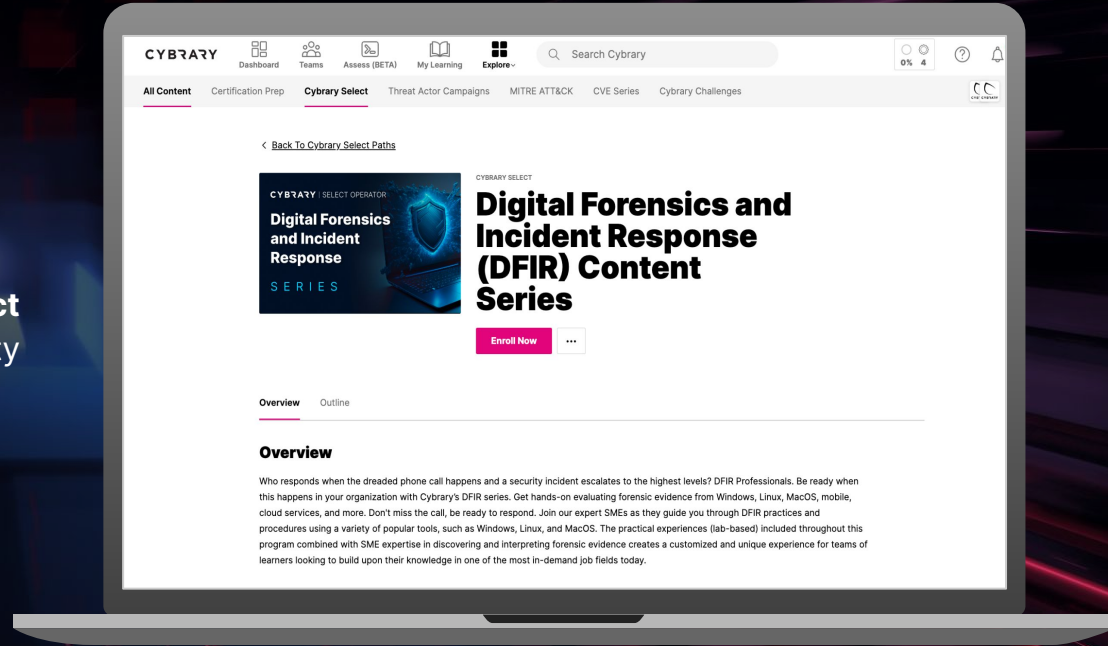 CYBRARY
Dashboard
Teams
Assess (BETA)
My Learning
Explore
Search Cybrary
0% 4
All Content
Certification Prep
Cybrary Select
Threat Actor Campaigns
MITRE ATT&CK
CVE Series
Cybrary Challenges
< Back To Cybrary Select Paths
CYBRARY | SELECT OPERATOR
Digital Forensics
and Incident
Response
SERIES
CYBRARY SELECT
Digital Forensics and
Incident Response
(DFIR) Content
Series
Enroll Now
...
Overview
Outline
Overview
Who responds when the dreaded phone call happens and a security incident escalates to the highest levels? DFIR Professionals. Be ready when
this happens in your organization with Cybrary's DFIR series. Get hands-on evaluating forensic evidence from Windows, Linux, MacOS, mobile,
cloud services, and more. Don't miss the call, be ready to respond. Join our expert SMEs as they guide you through DFIR practices and
procedures using a variety of popular tools, such as Windows, Linux, and MacOS. The practical experiences (lab-based) included throughout this
program combined with SME expertise in discovering and interpreting forensic evidence creates a customized and unique experience for teams of
learners looking to build upon their knowledge in one of the most in-demand job fields today.